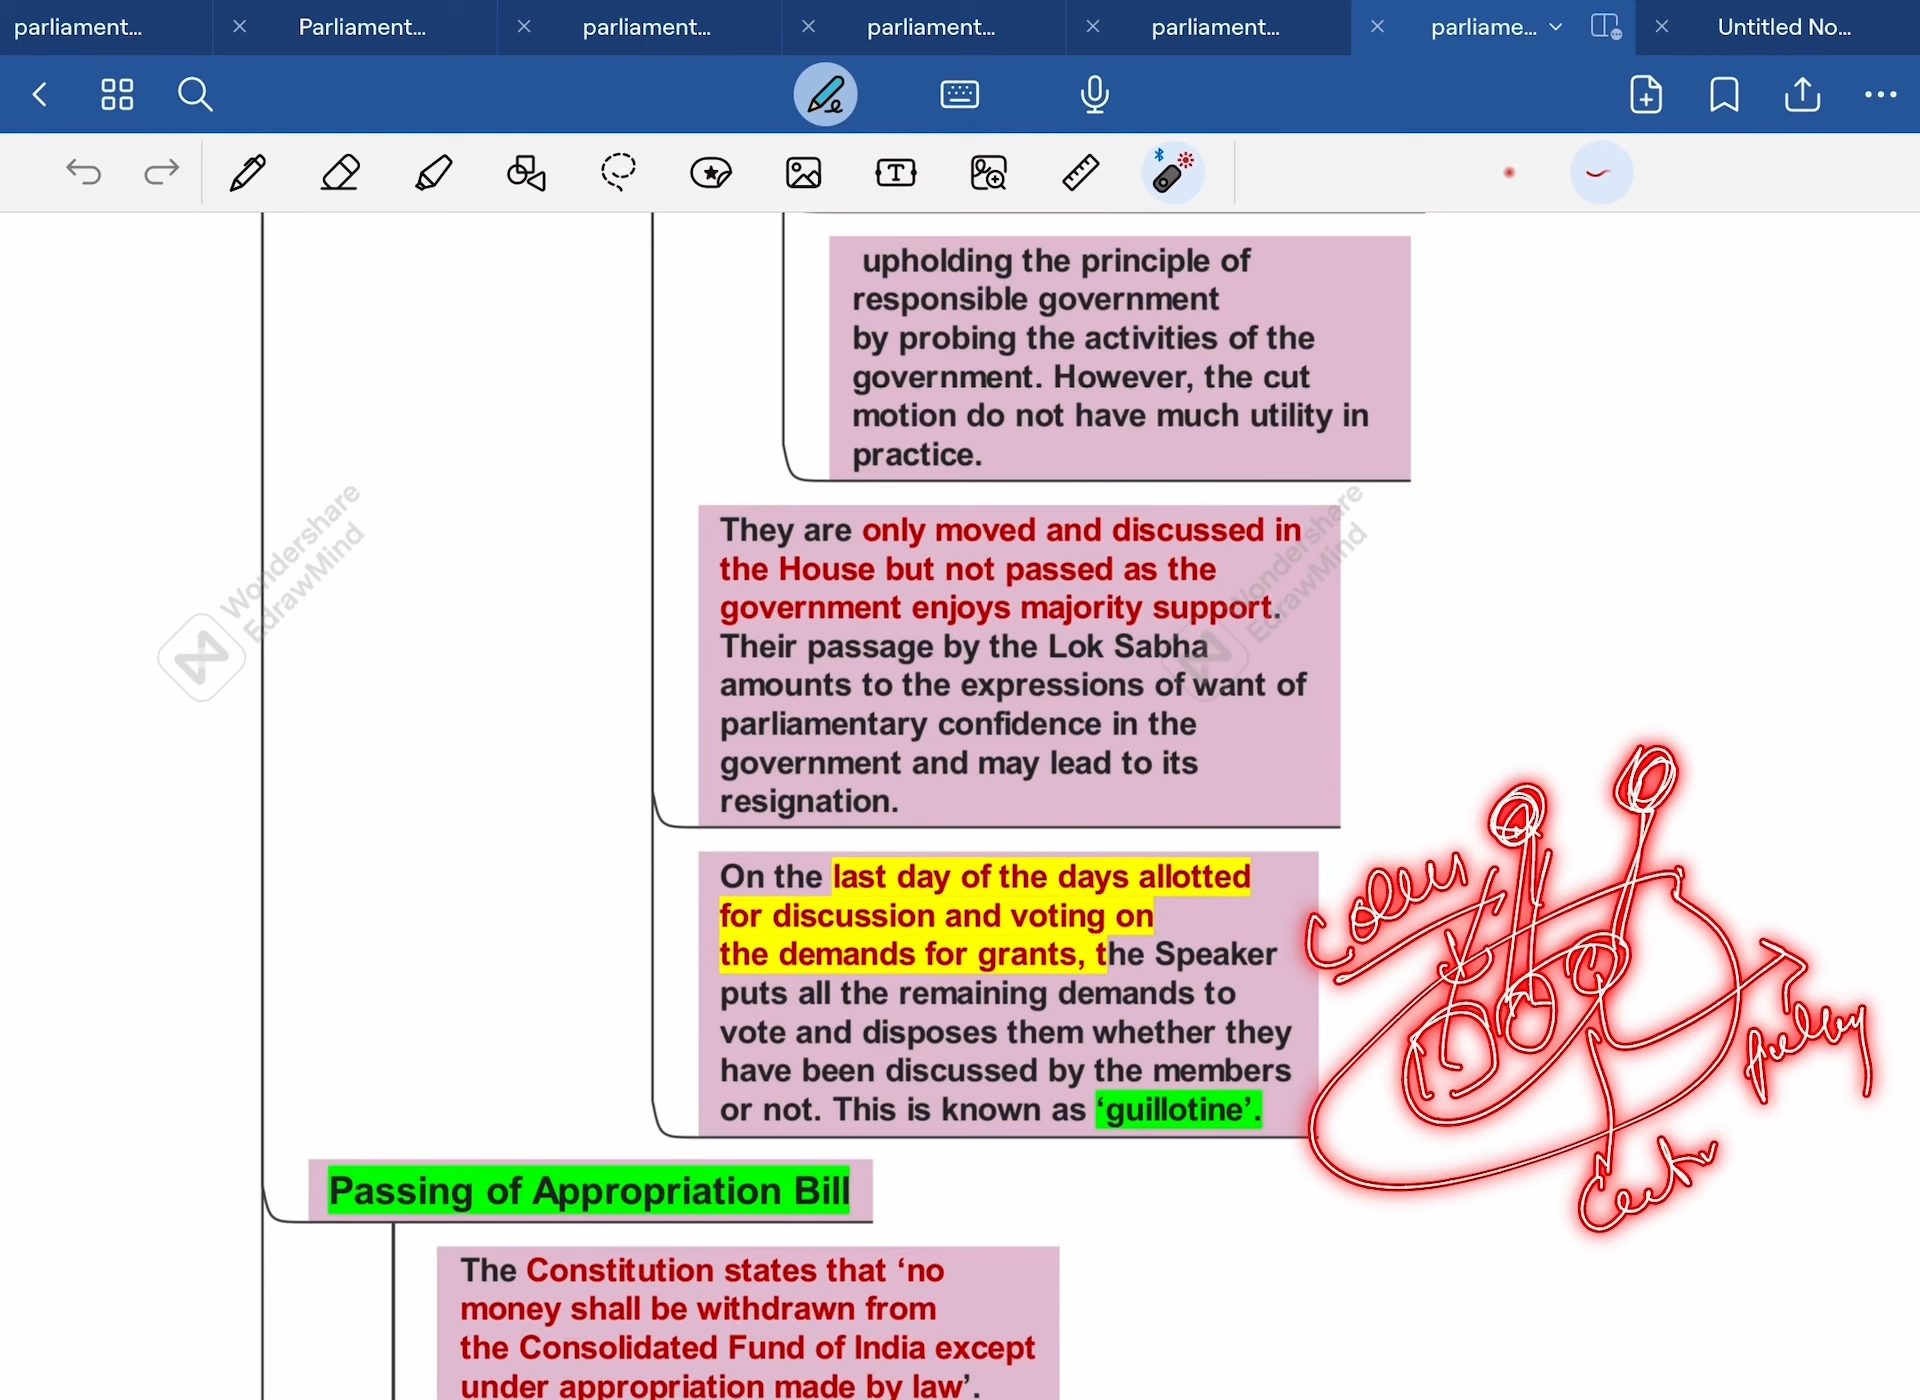 parliament...
Parliament...
parliament...
parliament...
parliament...
parliame...
Untitled No...
upholding the principle of
responsible government
by probing the activities of the
government. However, the cut
motion do not have much utility in
practice.
They are only moved and discussed in
the House but not passed as the
government enjoys majority support.
Their passage by the Lok Sabha
amounts to the expressions of want of
parliamentary confidence in the
government and may lead to its
resignation.
On the last day of the days allotted
for discussion and voting on
the demands for grants, the Speaker
puts all the remaining demands to
vote and disposes them whether they
have been discussed by the members
or not. This is known as ‘guillotine’.
Passing of Appropriation Bill
The Constitution states that ‘no
money shall be withdrawn from
the Consolidated Fund of India except
under appropriation made by law’.
Wondershare
EdrawMind
Wondershare
EdrawMind